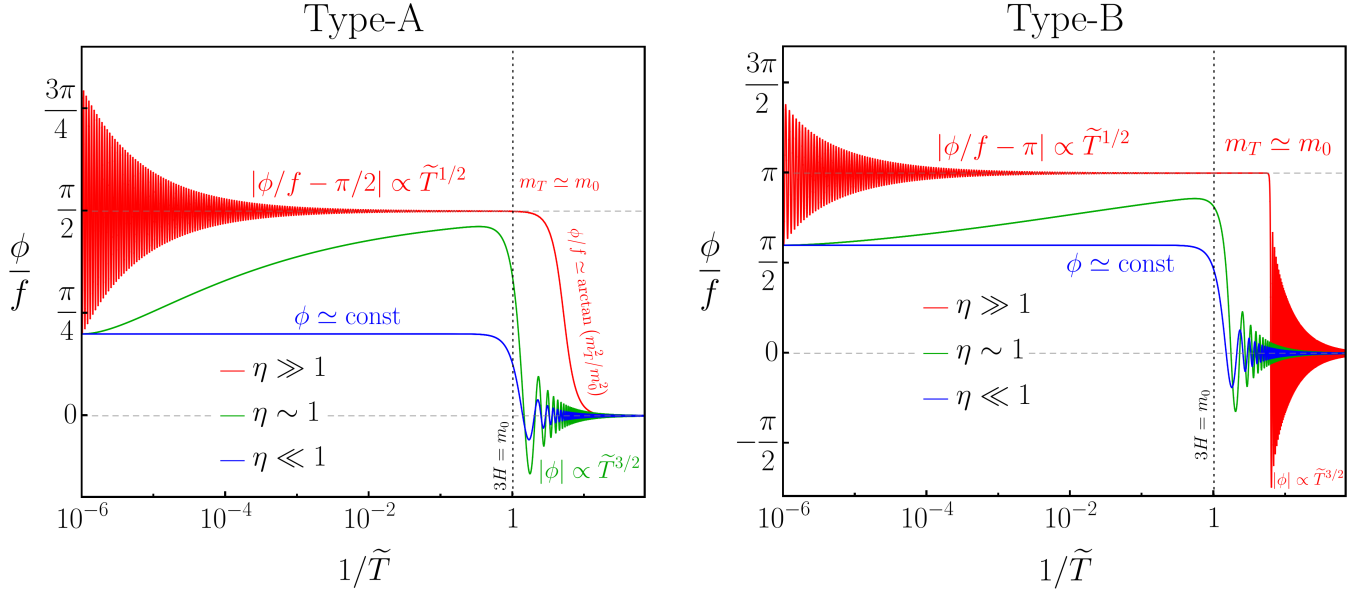 Type-A
3π/4
π/2
π/4
0
ϕ/f
|ϕ/f − π/2| ∝ T̃^{1/2}
m_T ≃ m_0
ϕ/f ≃ arctan (m_T^2/m_0^2)
ϕ ≃ const
η ≫ 1
η ∼ 1
η ≪ 1
3H = m_0
|ϕ| ∝ T̃^{3/2}
10^{−6}
10^{−4}
10^{−2}
1
1/T̃
Type-B
3π/2
π
π/2
0
−π/2
ϕ/f
|ϕ/f − π| ∝ T̃^{1/2}
m_T ≃ m_0
ϕ ≃ const
η ≫ 1
η ∼ 1
η ≪ 1
3H = m_0
|ϕ| ∝ T̃^{3/2}
10^{−6}
10^{−4}
10^{−2}
1
1/T̃